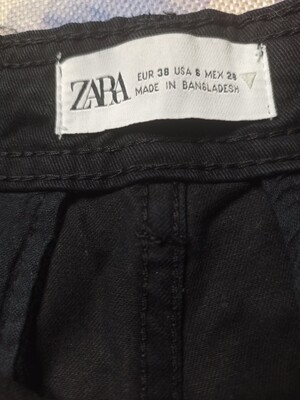 ZARA
EUR 38 USA 6 MEX 28
MADE IN BANGLADESH